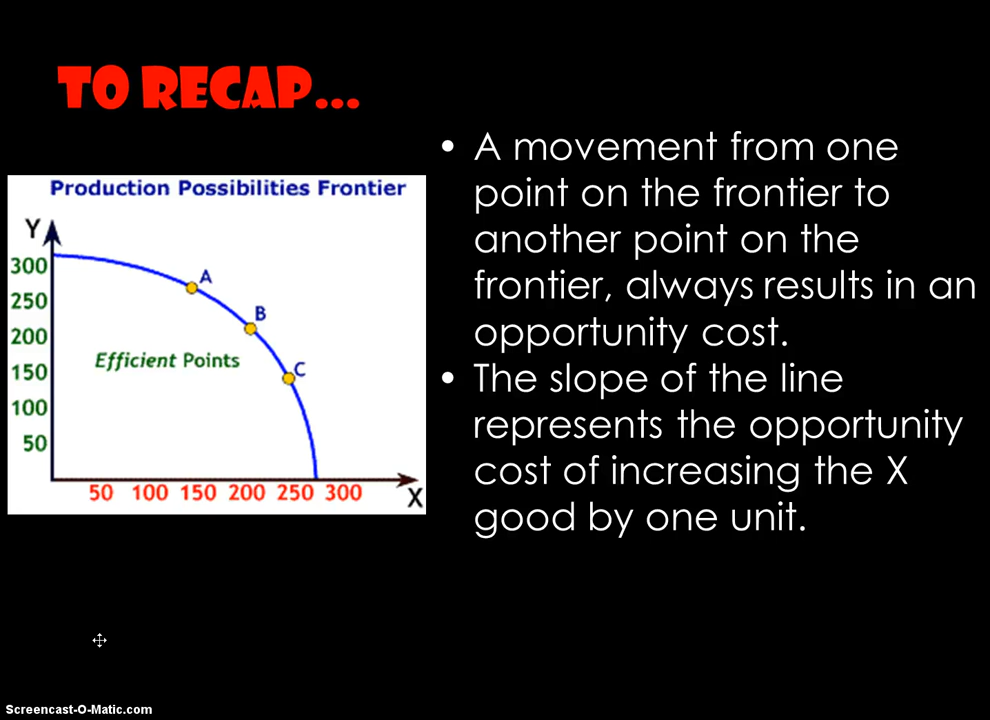 TO RECAP...
• A movement from one
point on the frontier to
another point on the
frontier, always results in an
opportunity cost.
• The slope of the line
represents the opportunity
cost of increasing the X
good by one unit.
Production Possibilities Frontier
Y
300
250
200
150
100
50
A
B
C
Efficient Points
50 100 150 200 250 300
X
Screencast-O-Matic.com